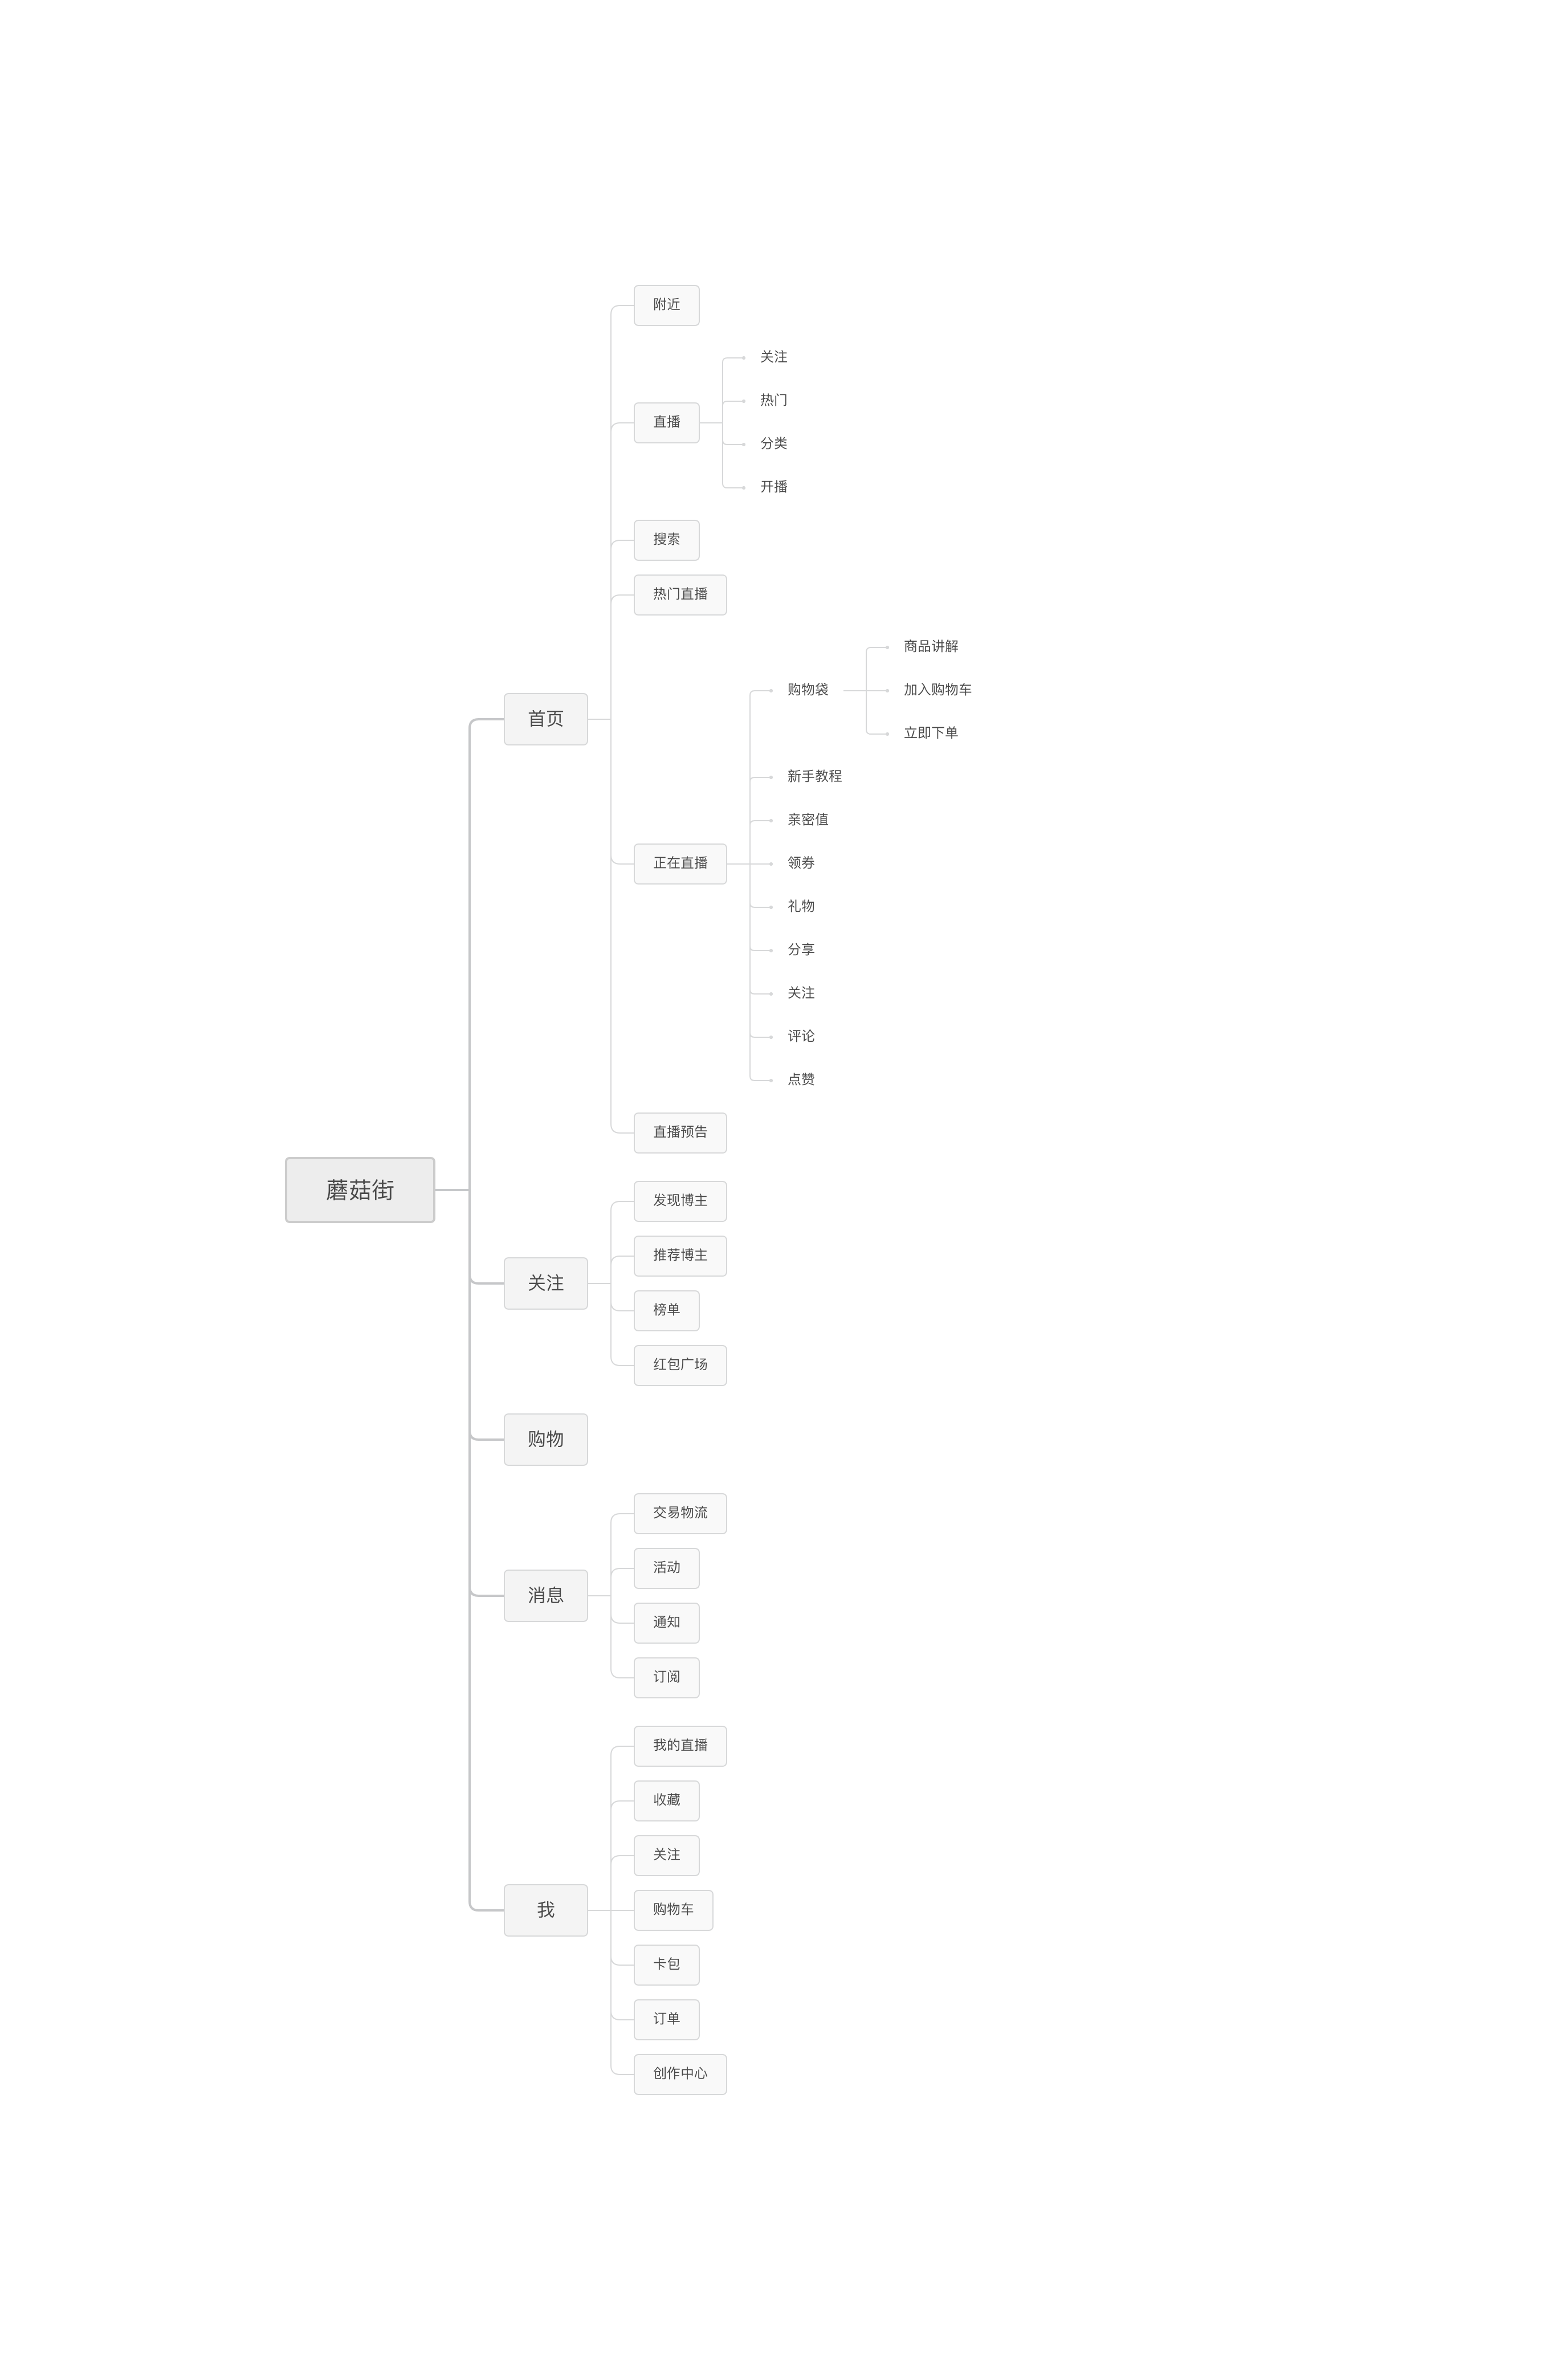 蘑菇街
首页
附近
直播
关注
热门
分类
开播
搜索
热门直播
正在直播
购物袋
商品讲解
加入购物车
立即下单
新手教程
亲密值
领券
礼物
分享
关注
评论
点赞
直播预告
关注
发现博主
推荐博主
榜单
红包广场
购物
消息
交易物流
活动
通知
订阅
我
我的直播
收藏
关注
购物车
卡包
订单
创作中心